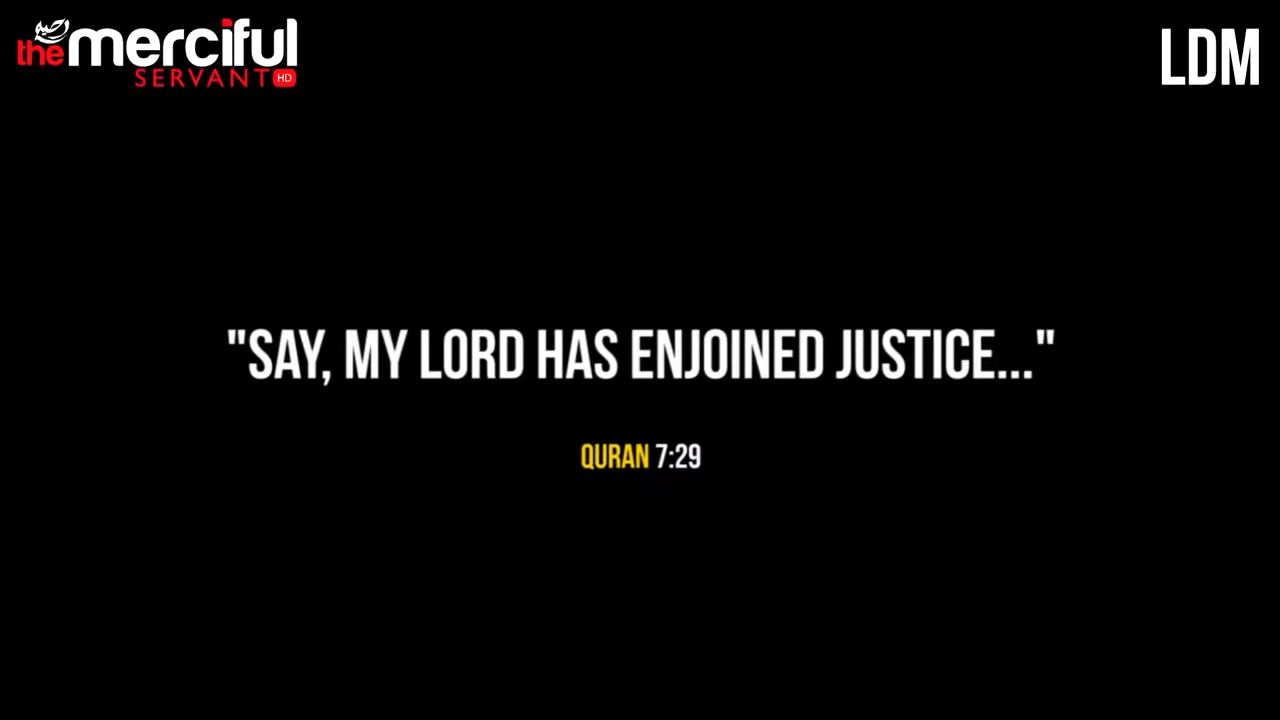 the merciful
SERVANT HD
LDM
"SAY, MY LORD HAS ENJOINED JUSTICE..."
QURAN 7:29